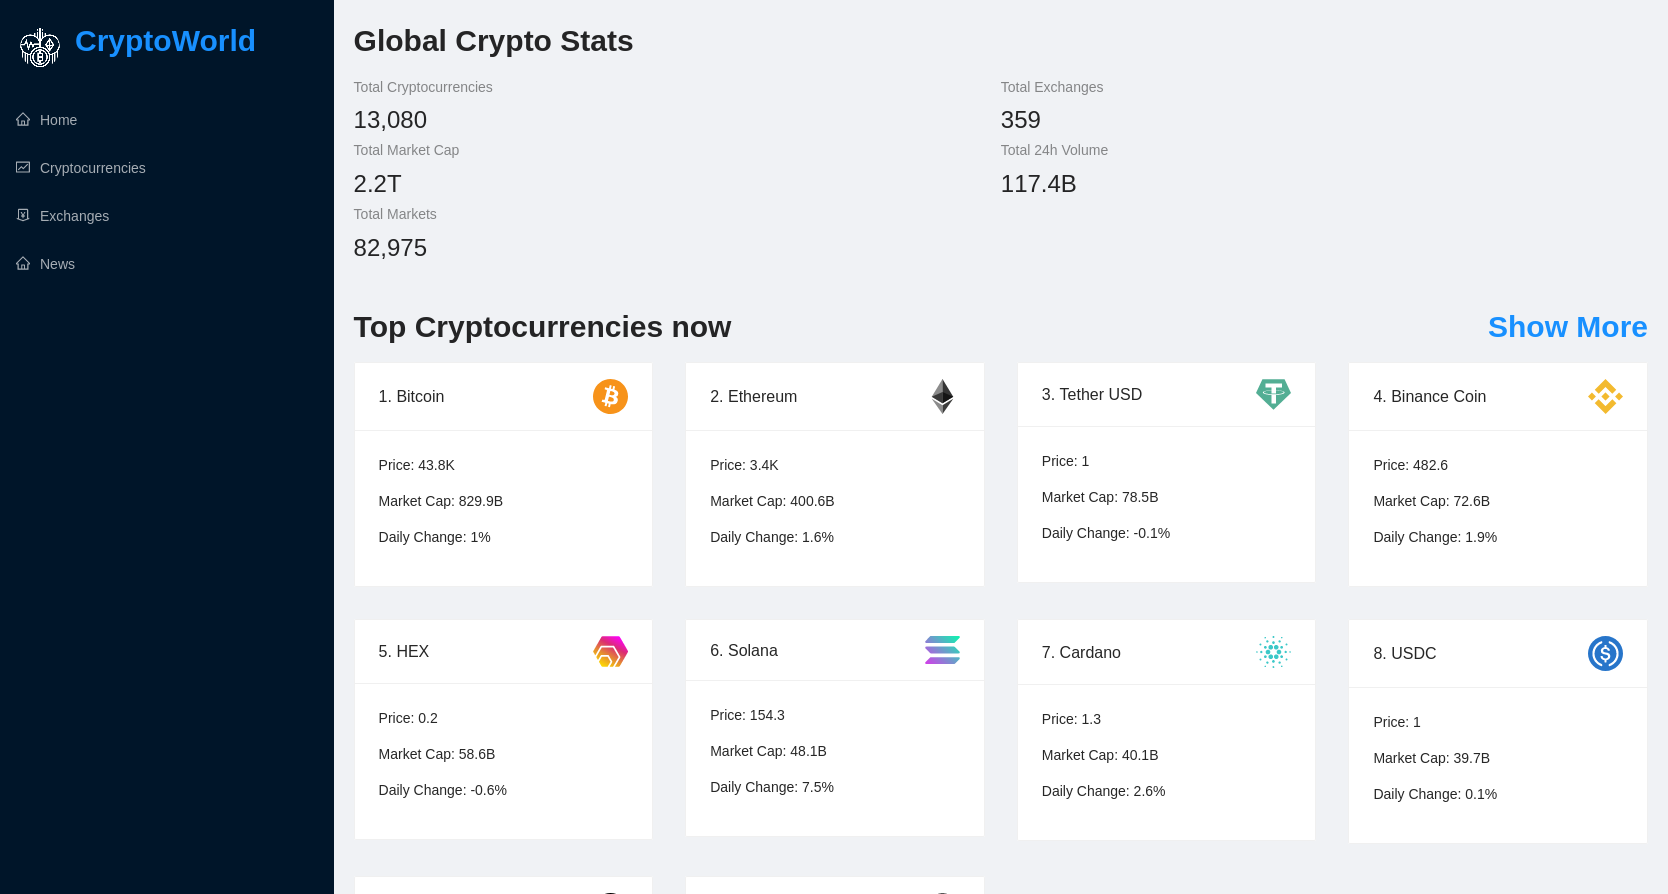 CryptoWorld
Home
Cryptocurrencies
Exchanges
News
Global Crypto Stats
Total Cryptocurrencies
13,080
Total Exchanges
359
Total Market Cap
2.2T
Total 24h Volume
117.4B
Total Markets
82,975
Top Cryptocurrencies now
Show More
1. Bitcoin
Price: 43.8K
Market Cap: 829.9B
Daily Change: 1%
2. Ethereum
Price: 3.4K
Market Cap: 400.6B
Daily Change: 1.6%
3. Tether USD
Price: 1
Market Cap: 78.5B
Daily Change: -0.1%
4. Binance Coin
Price: 482.6
Market Cap: 72.6B
Daily Change: 1.9%
5. HEX
Price: 0.2
Market Cap: 58.6B
Daily Change: -0.6%
6. Solana
Price: 154.3
Market Cap: 48.1B
Daily Change: 7.5%
7. Cardano
Price: 1.3
Market Cap: 40.1B
Daily Change: 2.6%
8. USDC
Price: 1
Market Cap: 39.7B
Daily Change: 0.1%